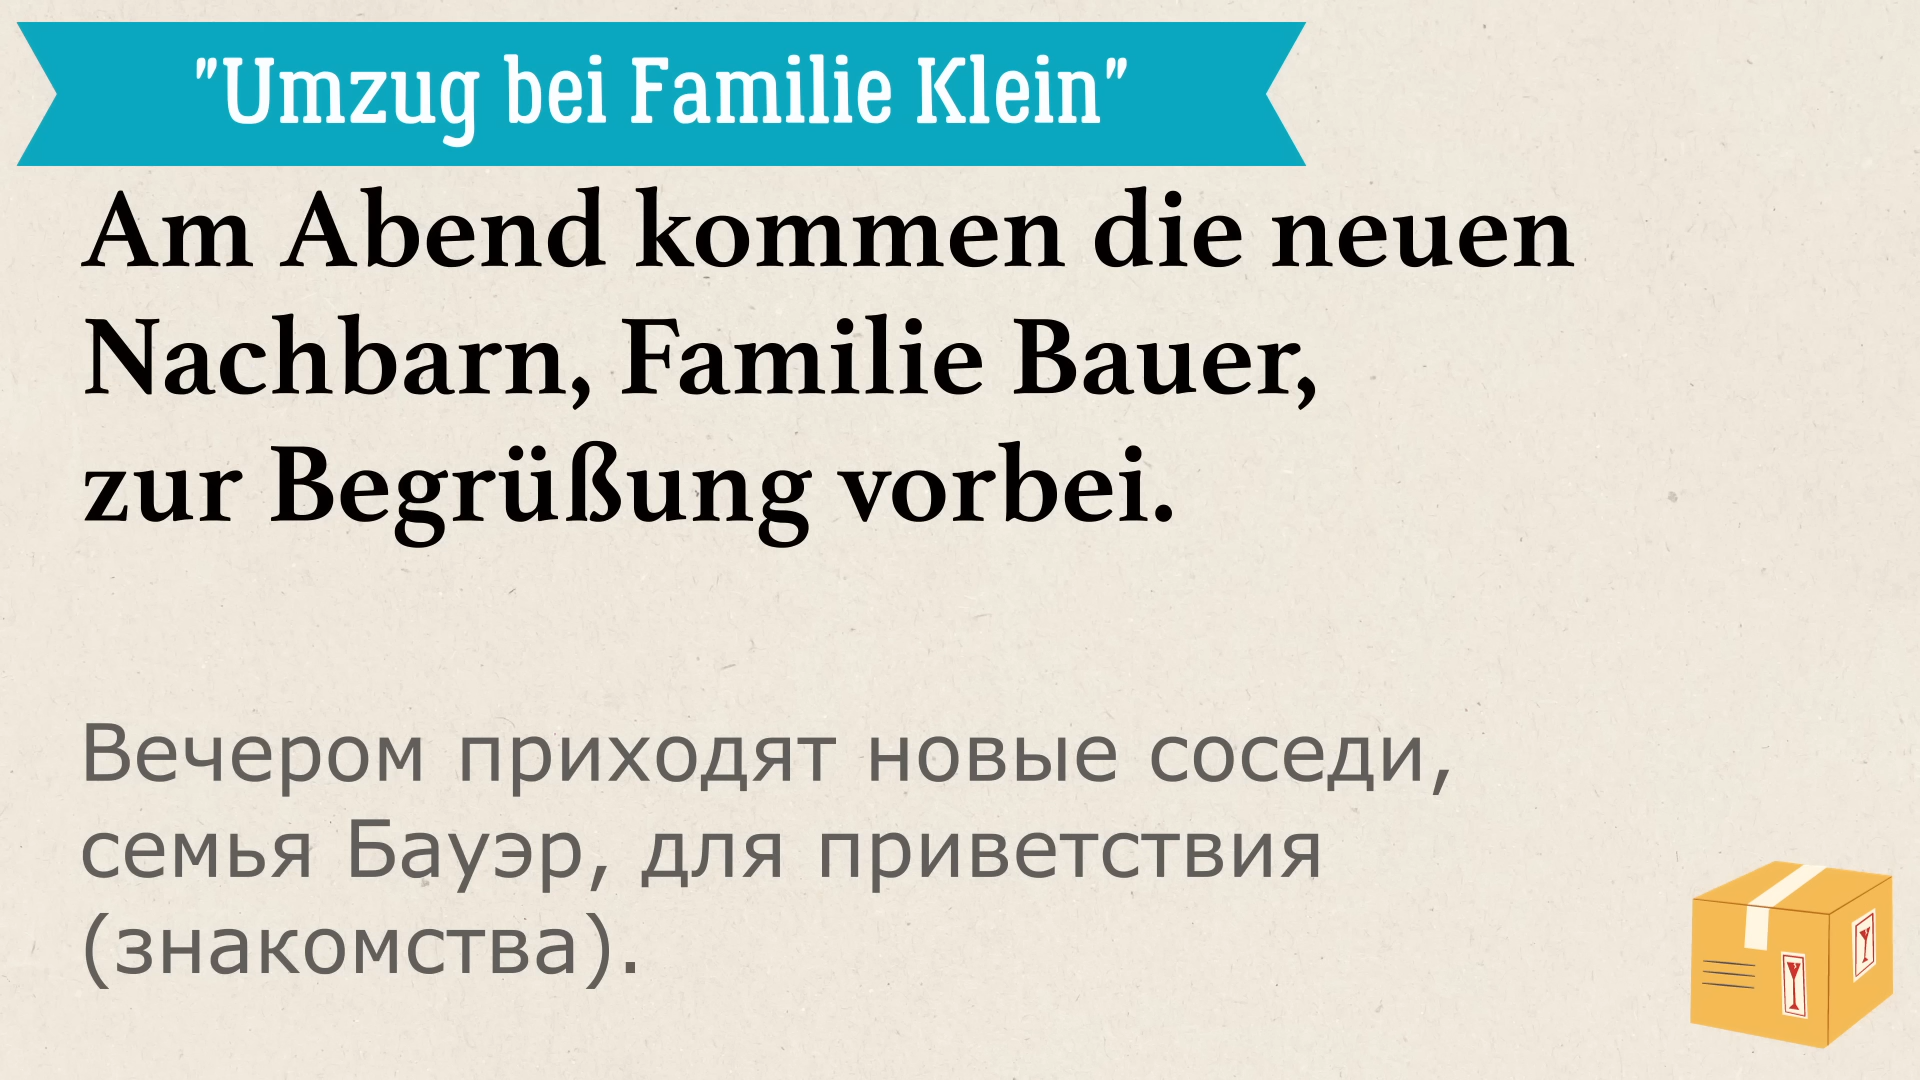 "Umzug bei Familie Klein"
Am Abend kommen die neuen
Nachbarn, Familie Bauer,
zur Begrüßung vorbei.
Вечером приходят новые соседи,
семья Бауэр, для приветствия
(знакомства).